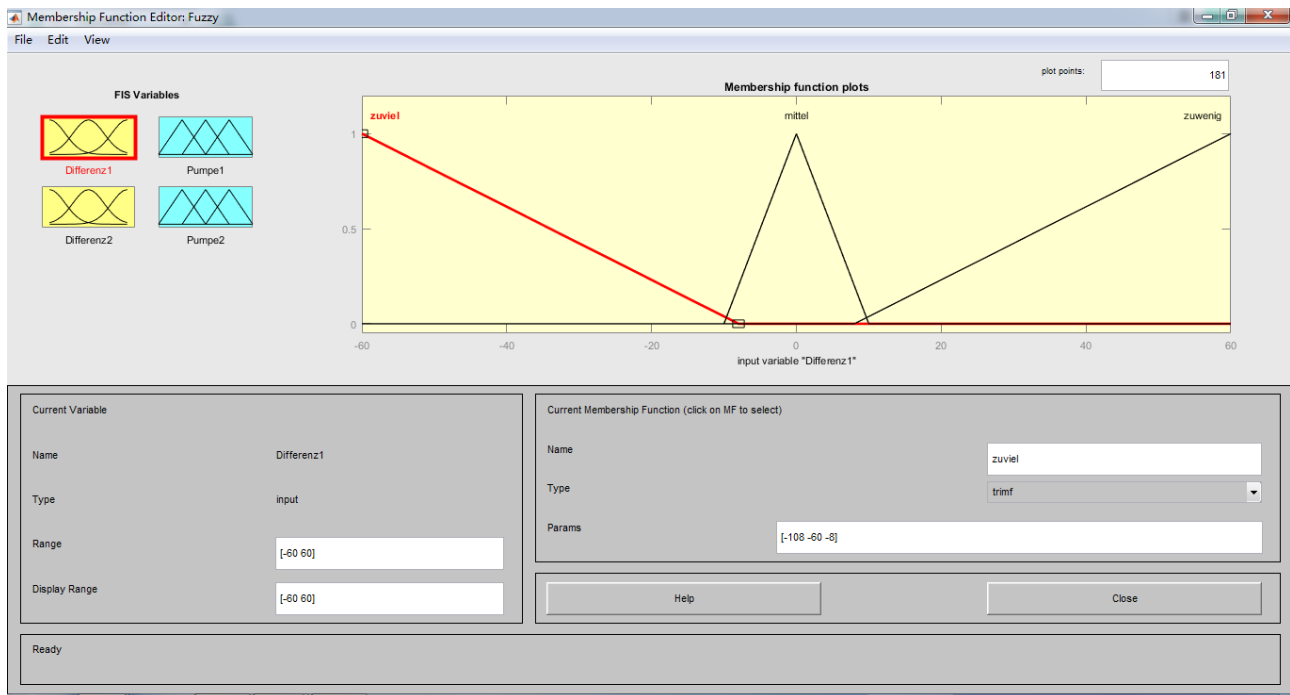 Membership Function Editor: Fuzzy
File Edit View
plot points: 181
FIS Variables
Membership function plots
Differenz1 Pumpe1
Differenz2 Pumpe2
zuviel mittel zuwenig
1
0.5
0
-60 -40 -20 0 20 40 60
input variable "Differenz1"
Current Variable
Name Differenz1
Type input
Range [-60 60]
Display Range [-60 60]
Current Membership Function (click on MF to select)
Name zuviel
Type trimf
Params [-108 -60 -8]
Help Close
Ready